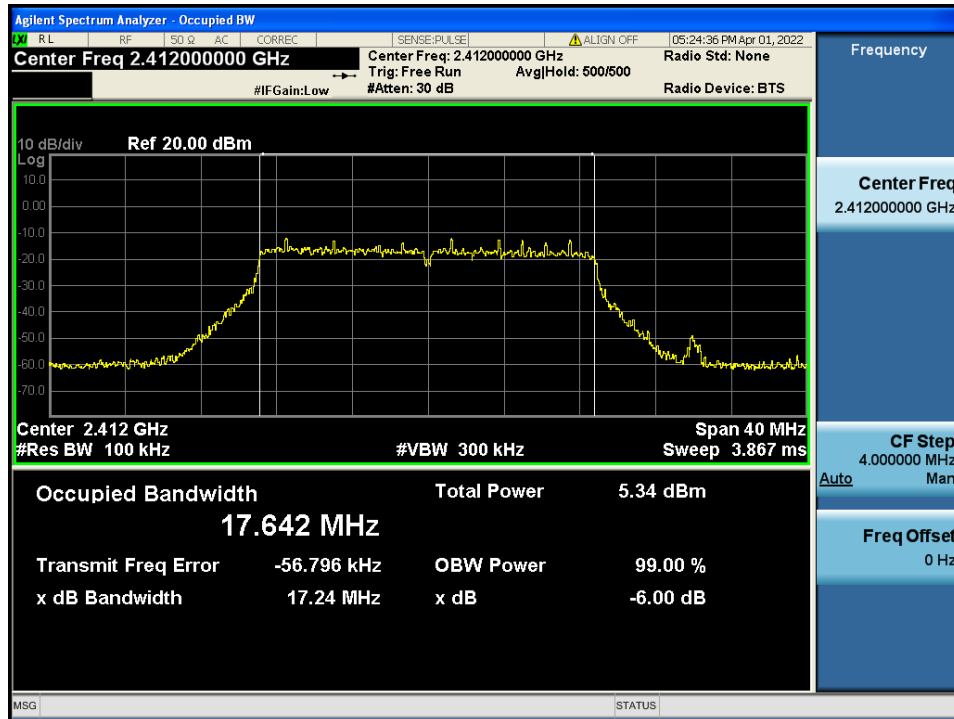 Agilent Spectrum Analyzer - Occupied BW
LXI RL RF 50 Ω AC CORREC SENSE:PULSE ALIGN OFF 05:24:36 PM Apr 01, 2022
Center Freq 2.412000000 GHz
Center Freq: 2.412000000 GHz
Radio Std: None
Trig: Free Run Avg|Hold: 500/500
#IFGain:Low
#Atten: 30 dB
Radio Device: BTS
10 dB/div Ref 20.00 dBm
Log
10.0
0.00
-10.0
-20.0
-30.0
-40.0
-50.0
-60.0
-70.0
Center 2.412 GHz Span 40 MHz
#Res BW 100 kHz #VBW 300 kHz Sweep 3.867 ms
Occupied Bandwidth Total Power 5.34 dBm
17.642 MHz
Transmit Freq Error -56.796 kHz OBW Power 99.00 %
x dB Bandwidth 17.24 MHz x dB -6.00 dB
Frequency
Center Freq
2.412000000 GHz
CF Step
4.000000 MHz
Auto Man
Freq Offset
0 Hz
MSG STATUS